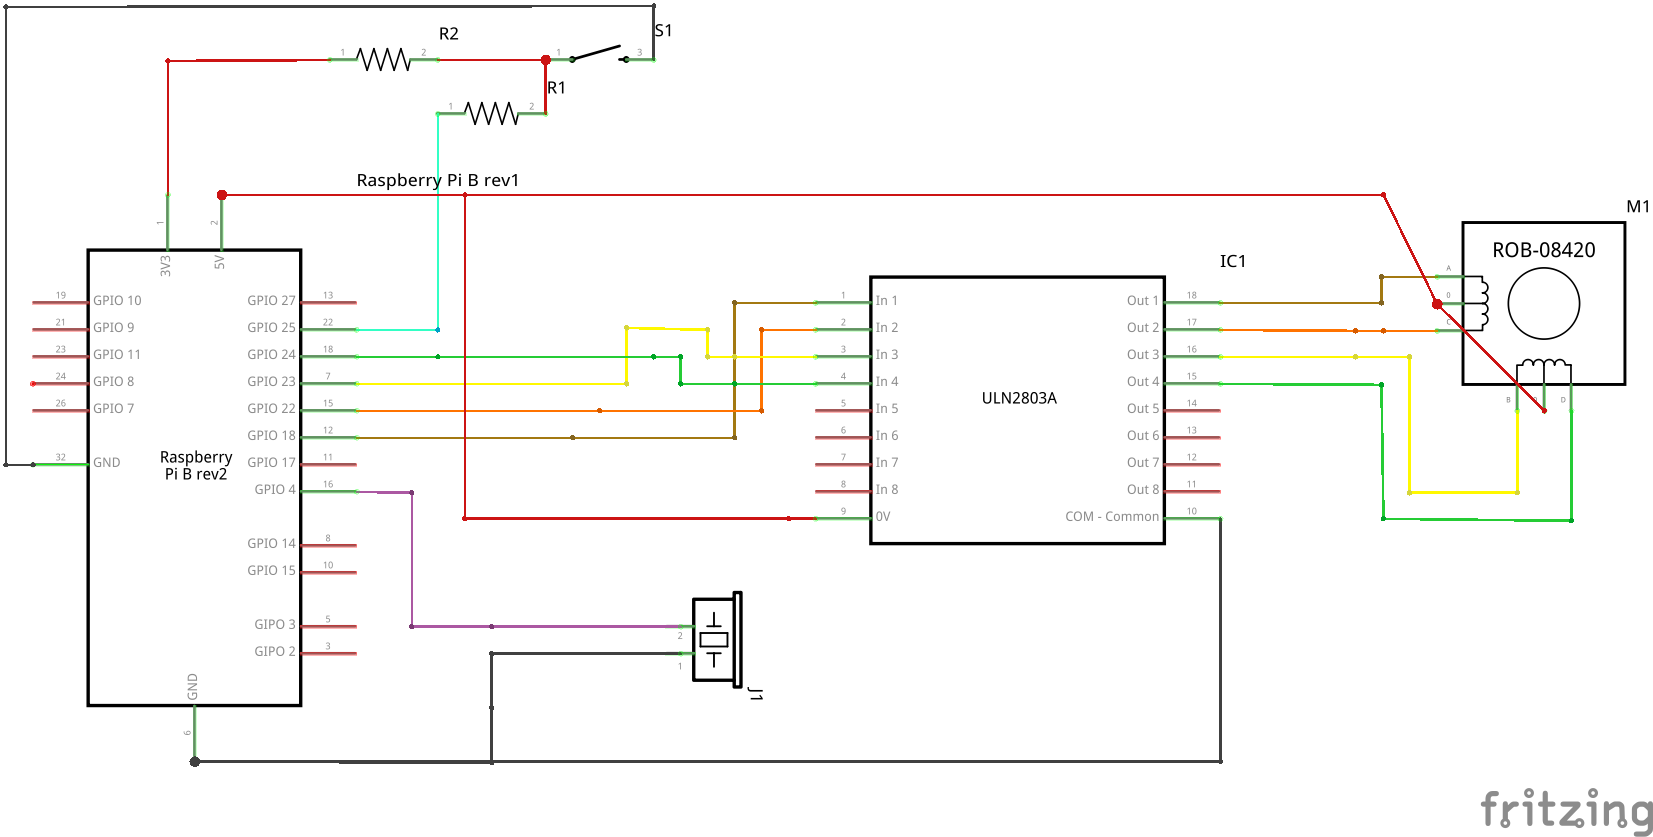 R2
S1
1
2
1
3
R1
1
2
Raspberry Pi B rev1
1
2
3V3
5V
M1
ROB-08420
A
0
C
B
D
IC1
19 GPIO 10 GPIO 27 13
21 GPIO 9 GPIO 25 22
23 GPIO 11 GPIO 24 18
24 GPIO 8 GPIO 23 7
26 GPIO 7 GPIO 22 15
GPIO 18 12
32 GND GPIO 17 11
Raspberry
Pi B rev2
GPIO 4 16
GPIO 14 8
GPIO 15 10
GIPO 3 5
GIPO 2 3
GND
6
1 In 1 Out 1 18
2 In 2 Out 2 17
3 In 3 Out 3 16
4 In 4 Out 4 15
ULN2803A
5 In 5 Out 5 14
6 In 6 Out 6 13
7 In 7 Out 7 12
8 In 8 Out 8 11
9 0V COM - Common 10
2
1
J1
fritzing